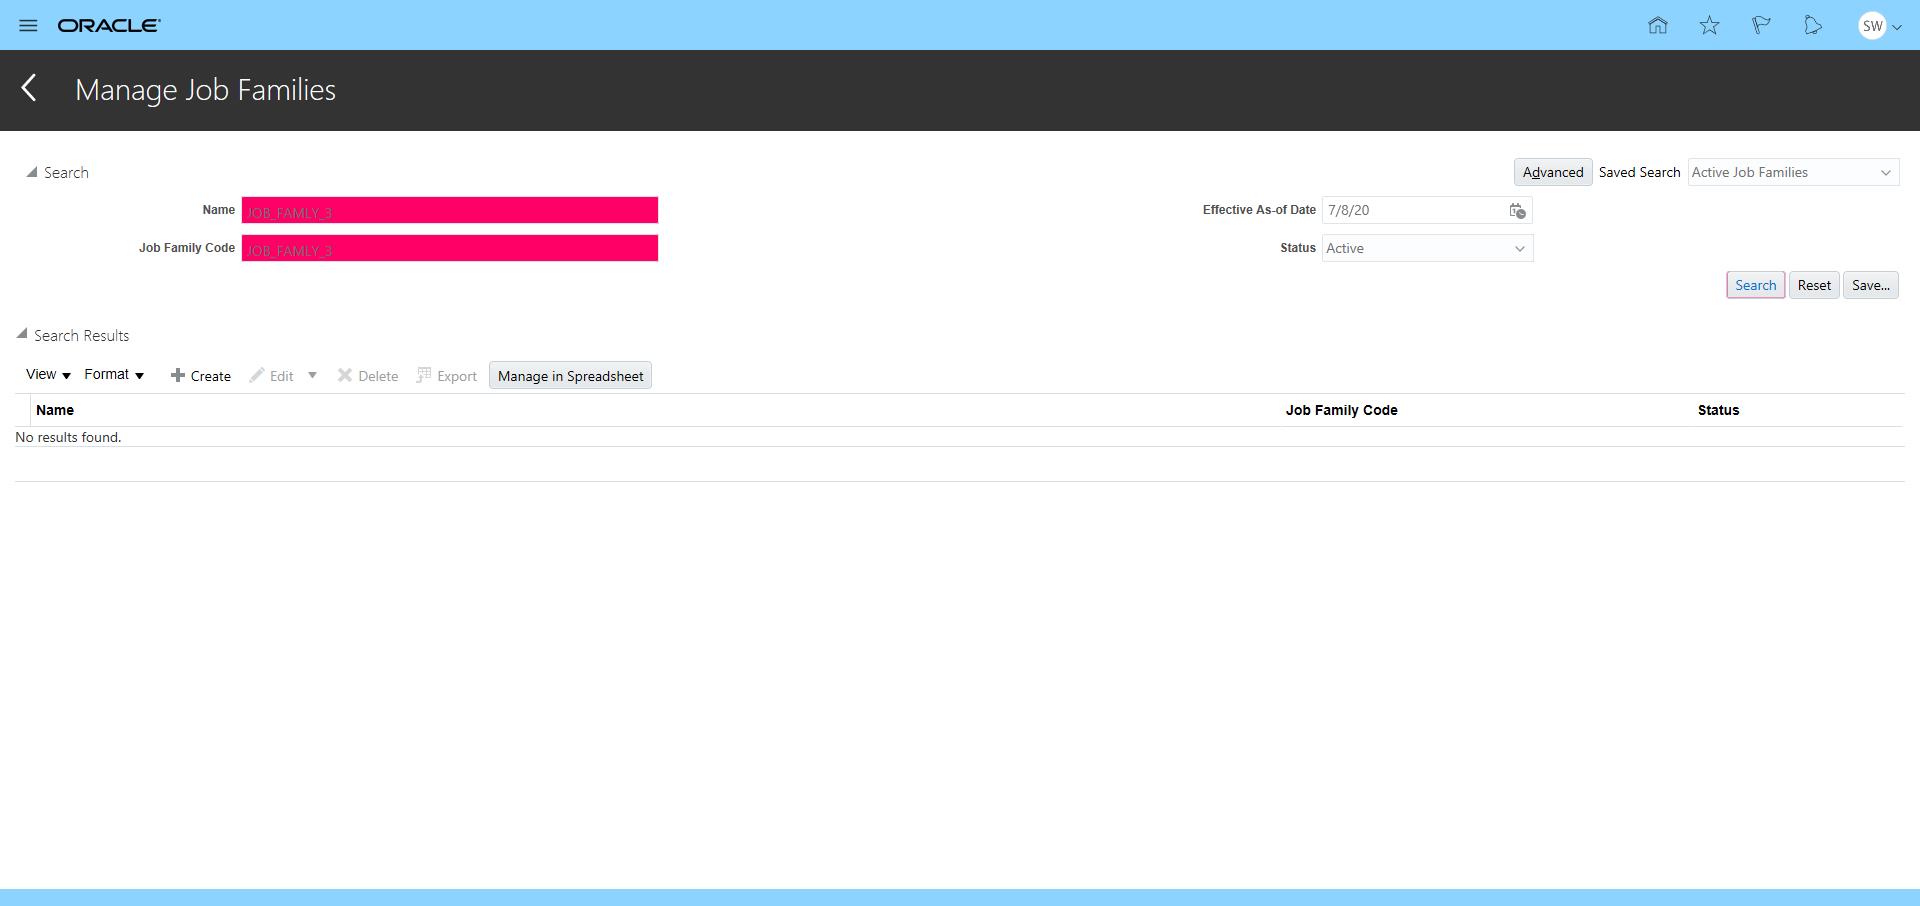 ORACLE
SW
Manage Job Families
Search
Advanced Saved Search Active Job Families
Name JOB_FAMLY_3 Effective As-of Date 7/8/20
Job Family Code JOB_FAMLY_3 Status Active
Search Reset Save...
Search Results
View Format Create Edit Delete Export Manage in Spreadsheet
Name Job Family Code Status
No results found.